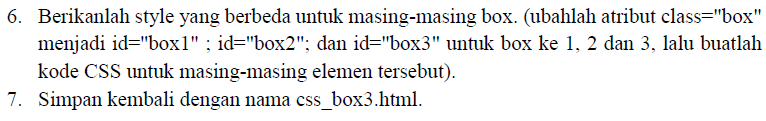 6. Berikanlah style yang berbeda untuk masing-masing box. (ubahlah atribut class="box"
menjadi id="box1" ; id="box2"; dan id="box3" untuk box ke 1, 2 dan 3, lalu buatlah
kode CSS untuk masing-masing elemen tersebut).
7. Simpan kembali dengan nama css_box3.html.